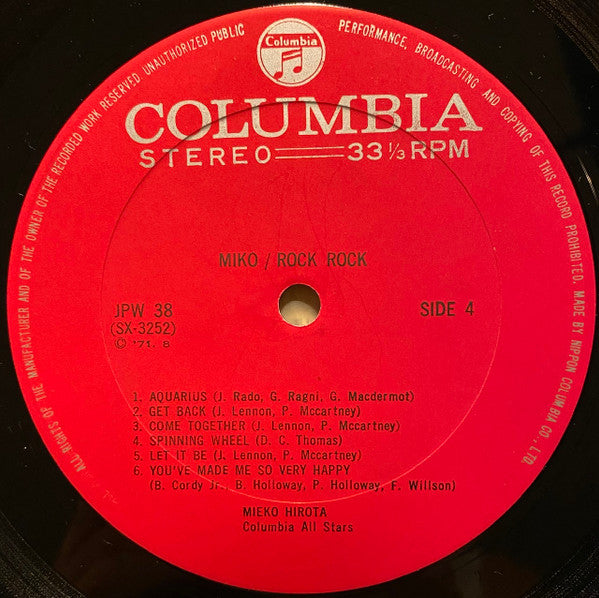 ALL RIGHTS OF THE MANUFACTURER AND OF THE OWNER OF THE RECORDED WORK RESERVED UNAUTHORIZED PUBLIC PERFORMANCE, BROADCASTING AND COPYING OF THIS RECORD PROHIBITED. MADE BY NIPPON COLUMBIA CO., LTD.
Columbia
COLUMBIA
STEREO 33⅓ RPM
MIKO / ROCK ROCK
JPW 38
(SX-3252)
Ⓒ '71. 8
SIDE 4
1. AQUARIUS (J. Rado, G. Ragni, G. Macdermot)
2. GET BACK (J. Lennon, P. Mccartney)
3. COME TOGETHER (J. Lennon, P. Mccartney)
4. SPINNING WHEEL (D. C. Thomas)
5. LET IT BE (J. Lennon, P. Mccartney)
6. YOU'VE MADE ME SO VERY HAPPY
(B. Cordy Jr., B. Holloway, P. Holloway, F. Willson)
MIEKO HIROTA
Columbia All Stars